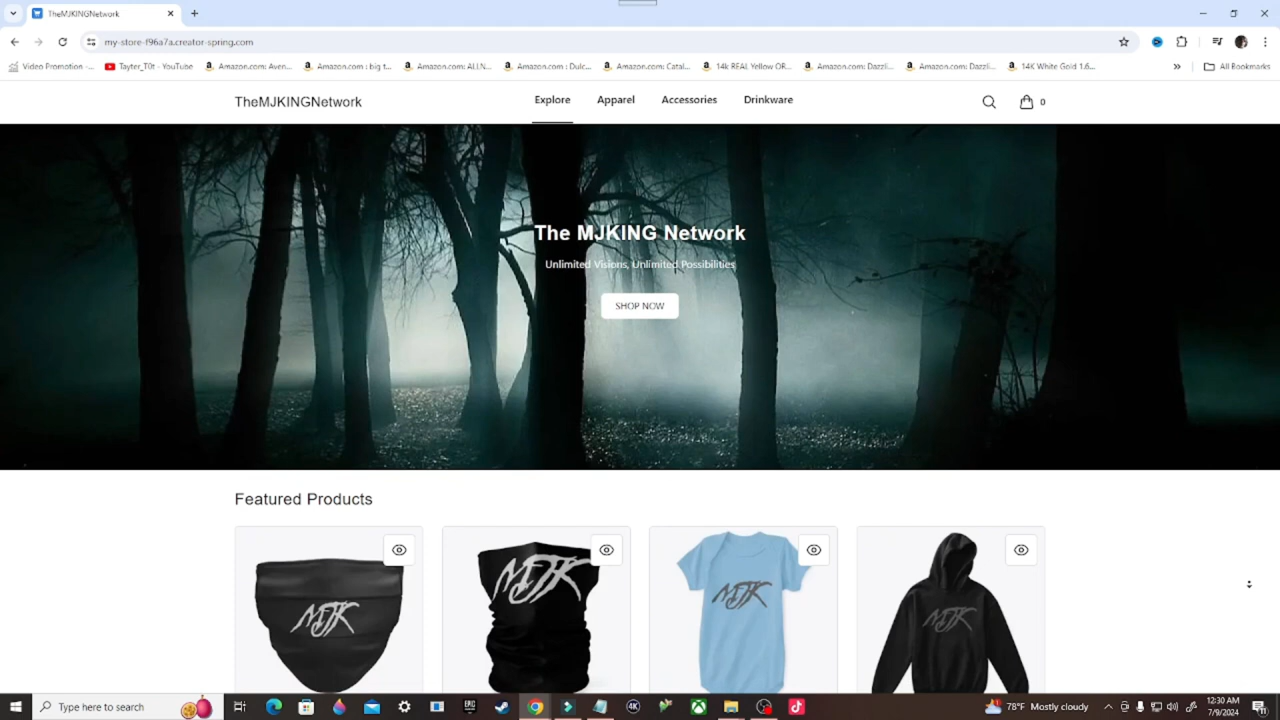 TheMJKINGNetwork
my-store-f96a7a.creator-spring.com
Video Promotion -... Tayter_T0t - YouTube Amazon.com: Aven... Amazon.com : big t... Amazon.com: ALLN... Amazon.com : Dulc... Amazon.com: Catal... 14k REAL Yellow OR... Amazon.com: Dazzli... Amazon.com: Dazzli... 14K White Gold 1.6... All Bookmarks
TheMJKINGNetwork Explore Apparel Accessories Drinkware 0
The MJKING Network
Unlimited Visions, Unlimited Possibilities
SHOP NOW
Featured Products
MJK MJK MJK MJK
Type here to search EPIC 4K 78°F Mostly cloudy 12:30 AM
7/9/2024